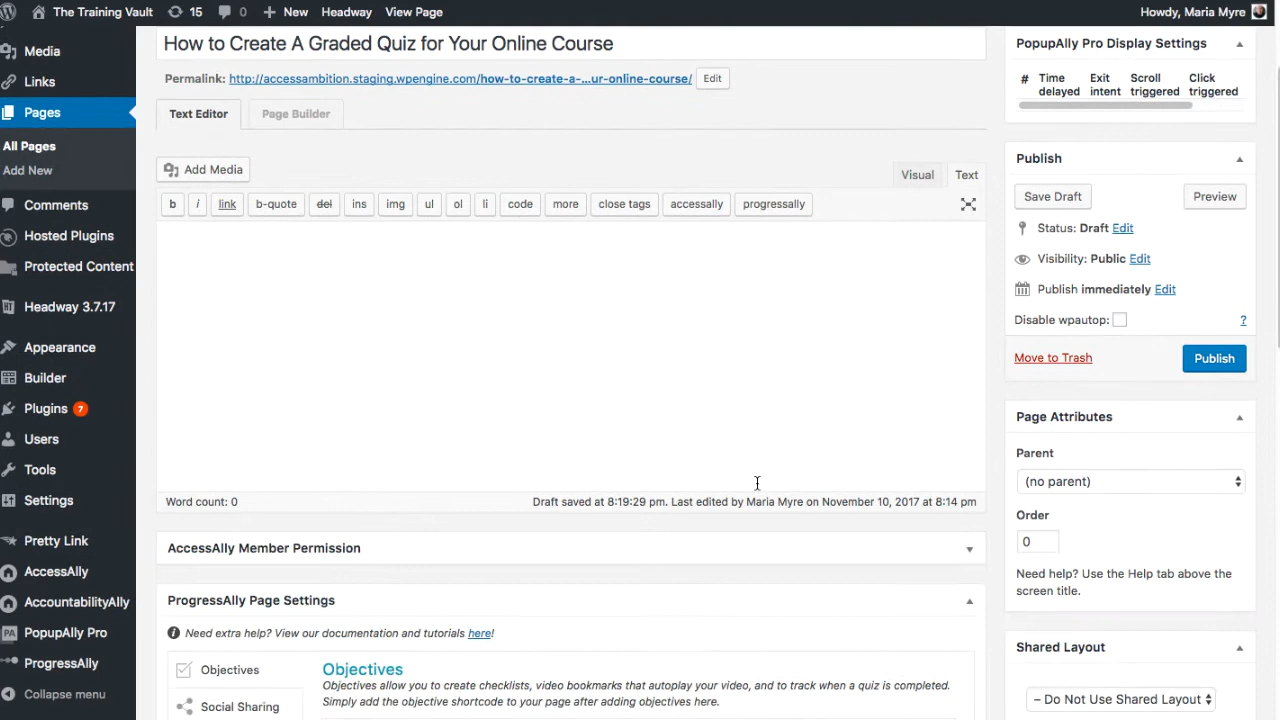 The Training Vault 15 0 New Headway View Page Howdy, Maria Myre
Media
Links
Pages
All Pages
Add New
Comments
Hosted Plugins
Protected Content
Headway 3.7.17
Appearance
Builder
Plugins 7
Users
Tools
Settings
Pretty Link
AccessAlly
AccountabilityAlly
PopupAlly Pro
ProgressAlly
Collapse menu
How to Create A Graded Quiz for Your Online Course
Permalink: http://accessambition.staging.wpengine.com/how-to-create-a-...ur-online-course/ Edit
Text Editor Page Builder
Add Media Visual Text
b i link b-quote del ins img ul ol li code more close tags accessally progressally
Word count: 0 Draft saved at 8:19:29 pm. Last edited by Maria Myre on November 10, 2017 at 8:14 pm
AccessAlly Member Permission
ProgressAlly Page Settings
Need extra help? View our documentation and tutorials here!
Objectives
Social Sharing
Objectives
Objectives allow you to create checklists, video bookmarks that autoplay your video, and to track when a quiz is completed.
Simply add the objective shortcode to your page after adding objectives here.
PopupAlly Pro Display Settings
# Time delayed Exit intent Scroll triggered Click triggered
Publish
Save Draft Preview
Status: Draft Edit
Visibility: Public Edit
Publish immediately Edit
Disable wpautop: ?
Move to Trash Publish
Page Attributes
Parent
(no parent)
Order
0
Need help? Use the Help tab above the
screen title.
Shared Layout
– Do Not Use Shared Layout